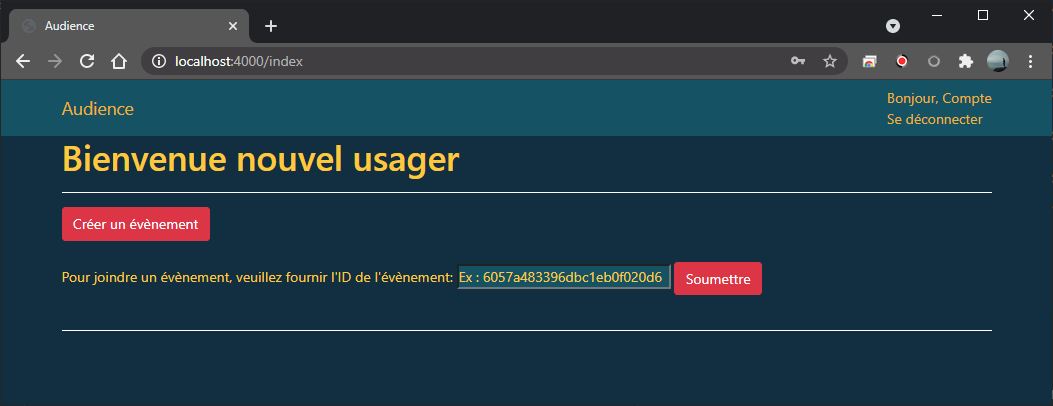 Audience
localhost:4000/index
Audience
Bonjour, Compte
Se déconnecter
Bienvenue nouvel usager
Créer un évènement
Pour joindre un évènement, veuillez fournir l'ID de l'évènement: Ex : 6057a483396dbc1eb0f020d6 Soumettre